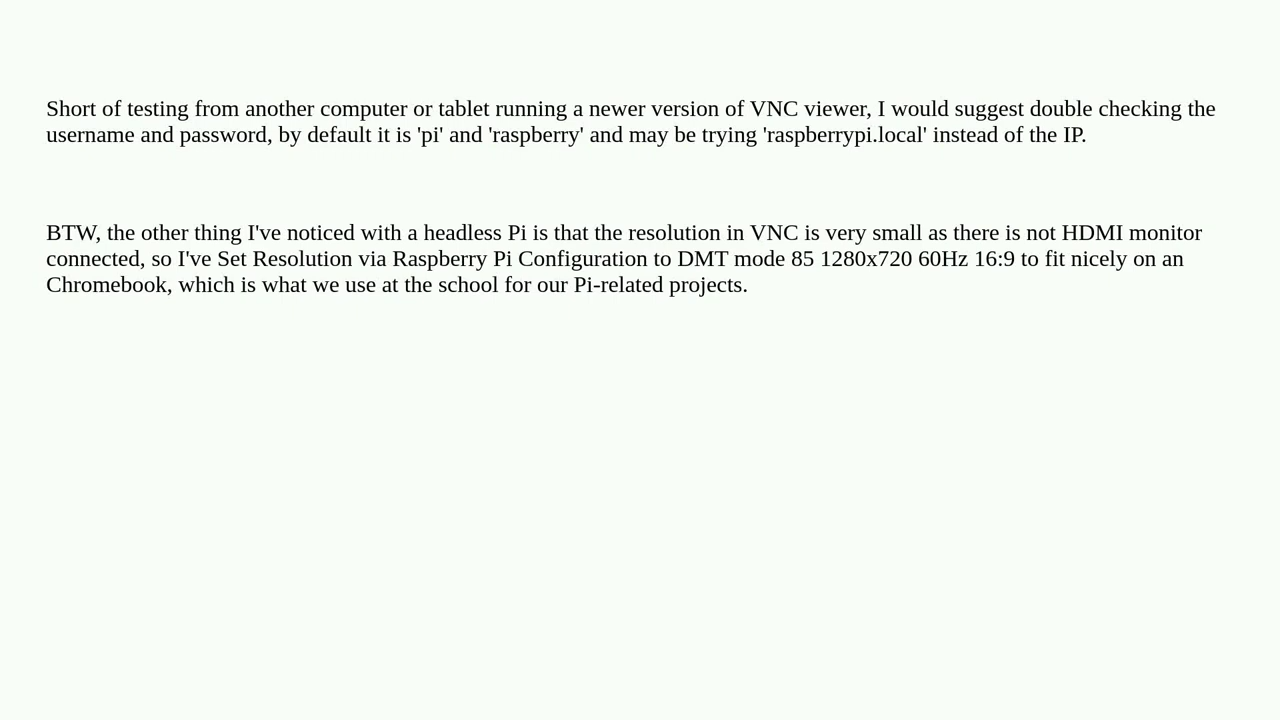 Short of testing from another computer or tablet running a newer version of VNC viewer, I would suggest double checking the
username and password, by default it is 'pi' and 'raspberry' and may be trying 'raspberrypi.local' instead of the IP.
BTW, the other thing I've noticed with a headless Pi is that the resolution in VNC is very small as there is not HDMI monitor
connected, so I've Set Resolution via Raspberry Pi Configuration to DMT mode 85 1280x720 60Hz 16:9 to fit nicely on an
Chromebook, which is what we use at the school for our Pi-related projects.